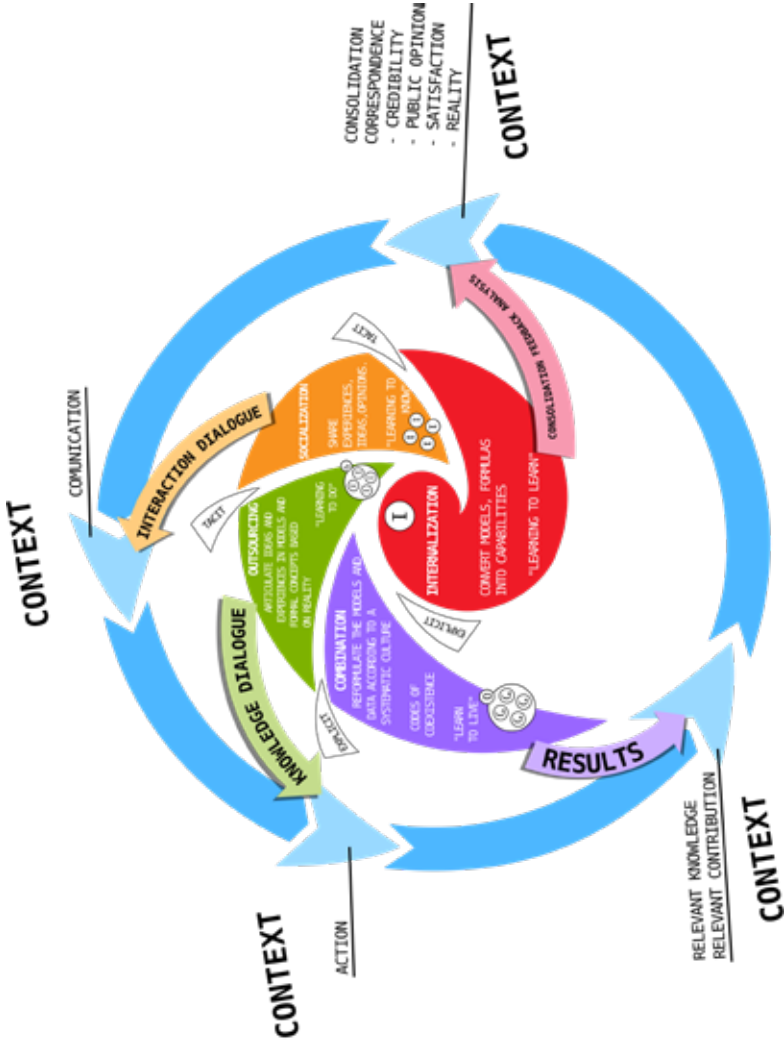 CONTEXT
COMUNICATION
INTERACTION DIALOGUE
TACIT
SOCIALIZATION
SHARE
EXPERIENCES,
IDEAS,OPINIONS.
"LEARNING TO
KNOW"
TACIT
CONSOLIDATION
CORRESPONDENCE
- CREDIBILITY
- PUBLIC OPINION
- SATISFACTION
- REALITY
CONTEXT
CONSOLIDATION FEEDBACK ANALYSIS
I
INTERNALIZATION
CONVERT MODELS, FORMULAS
INTO CAPABILITIES
"LEARNING TO LEARN"
EXPLICIT
CONTEXT
ACTION
KNOWLEDGE DIALOGUE
OUTSOURCING
ARTICULATE IDEAS AND
EXPERIENCES IN MODELS AND
FORMAL CONCEPTS BASED
ON REALITY
"LEARNING
TO DO"
EXPLICIT
COMBINATION
REFORMULATE THE MODELS AND
DATA ACCORDING TO A
SYSTEMATIC CULTURE
CODES OF
COEXISTENCE
"LEARN
TO LIVE"
RESULTS
RELEVANT KNOWLEDGE
RELEVANT CONTRIBUTION
CONTEXT